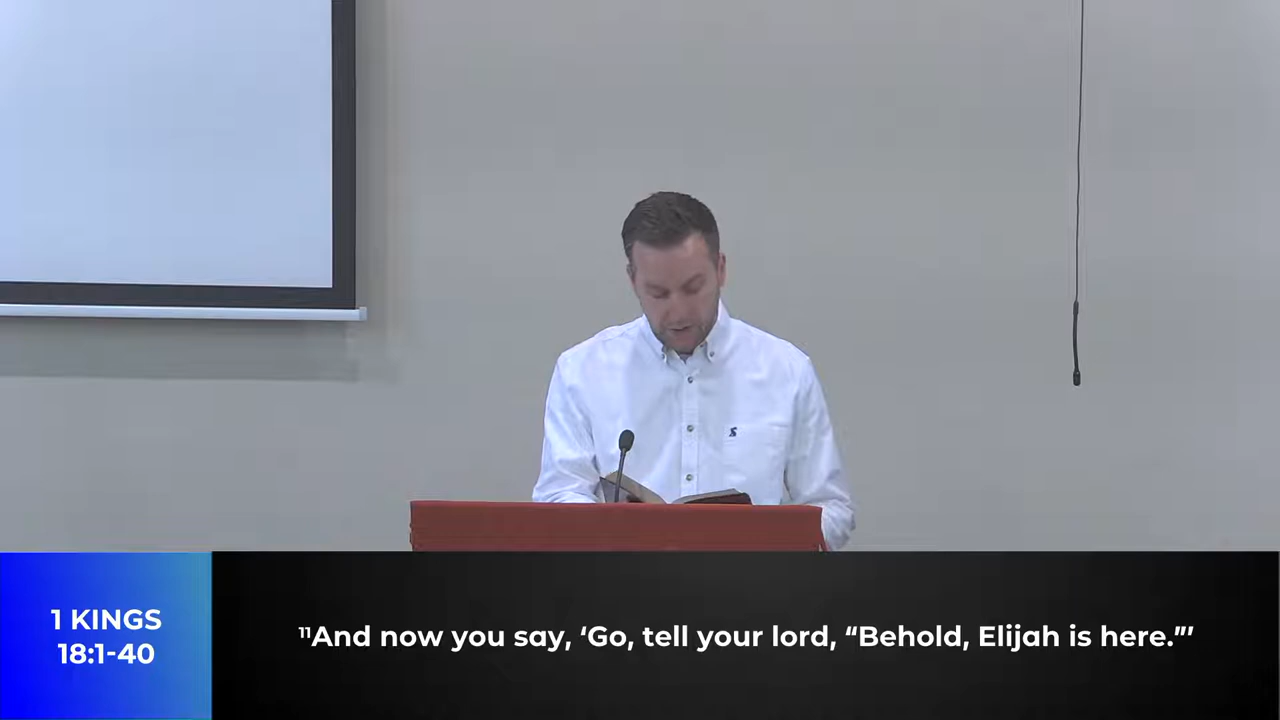 1 KINGS
18:1-40
¹¹And now you say, ‘Go, tell your lord, “Behold, Elijah is here.”’